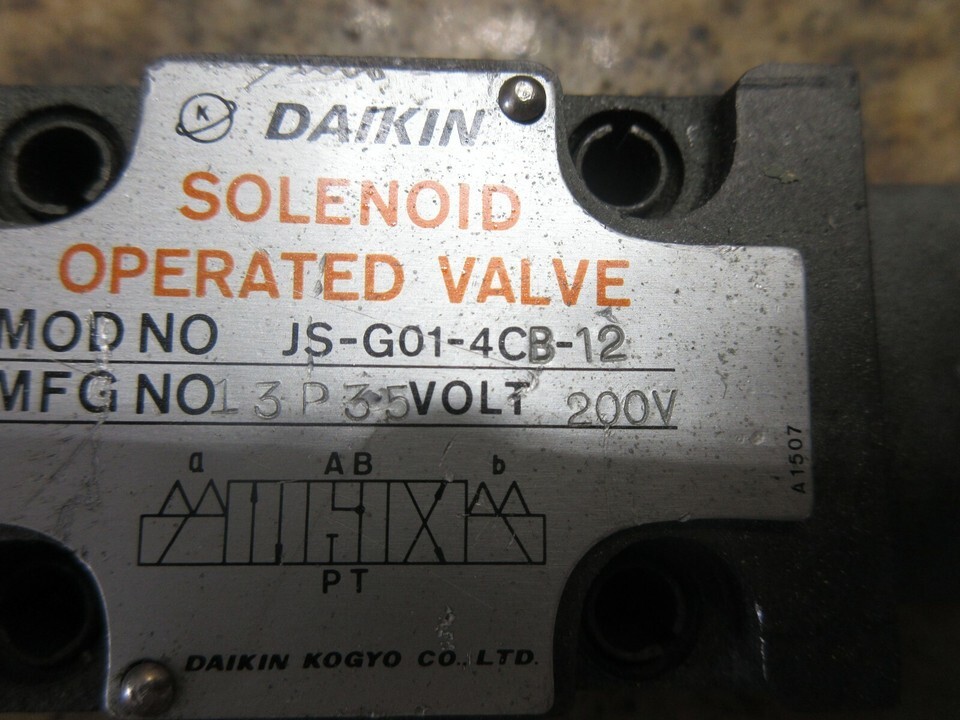 K DAIKIN
SOLENOID
OPERATED VALVE
MOD NO JS-G01-4CB-12
MFG NO 13P35 VOLT 200V
A1507
a AB b
T
PT
DAIKIN KOGYO CO., LTD.